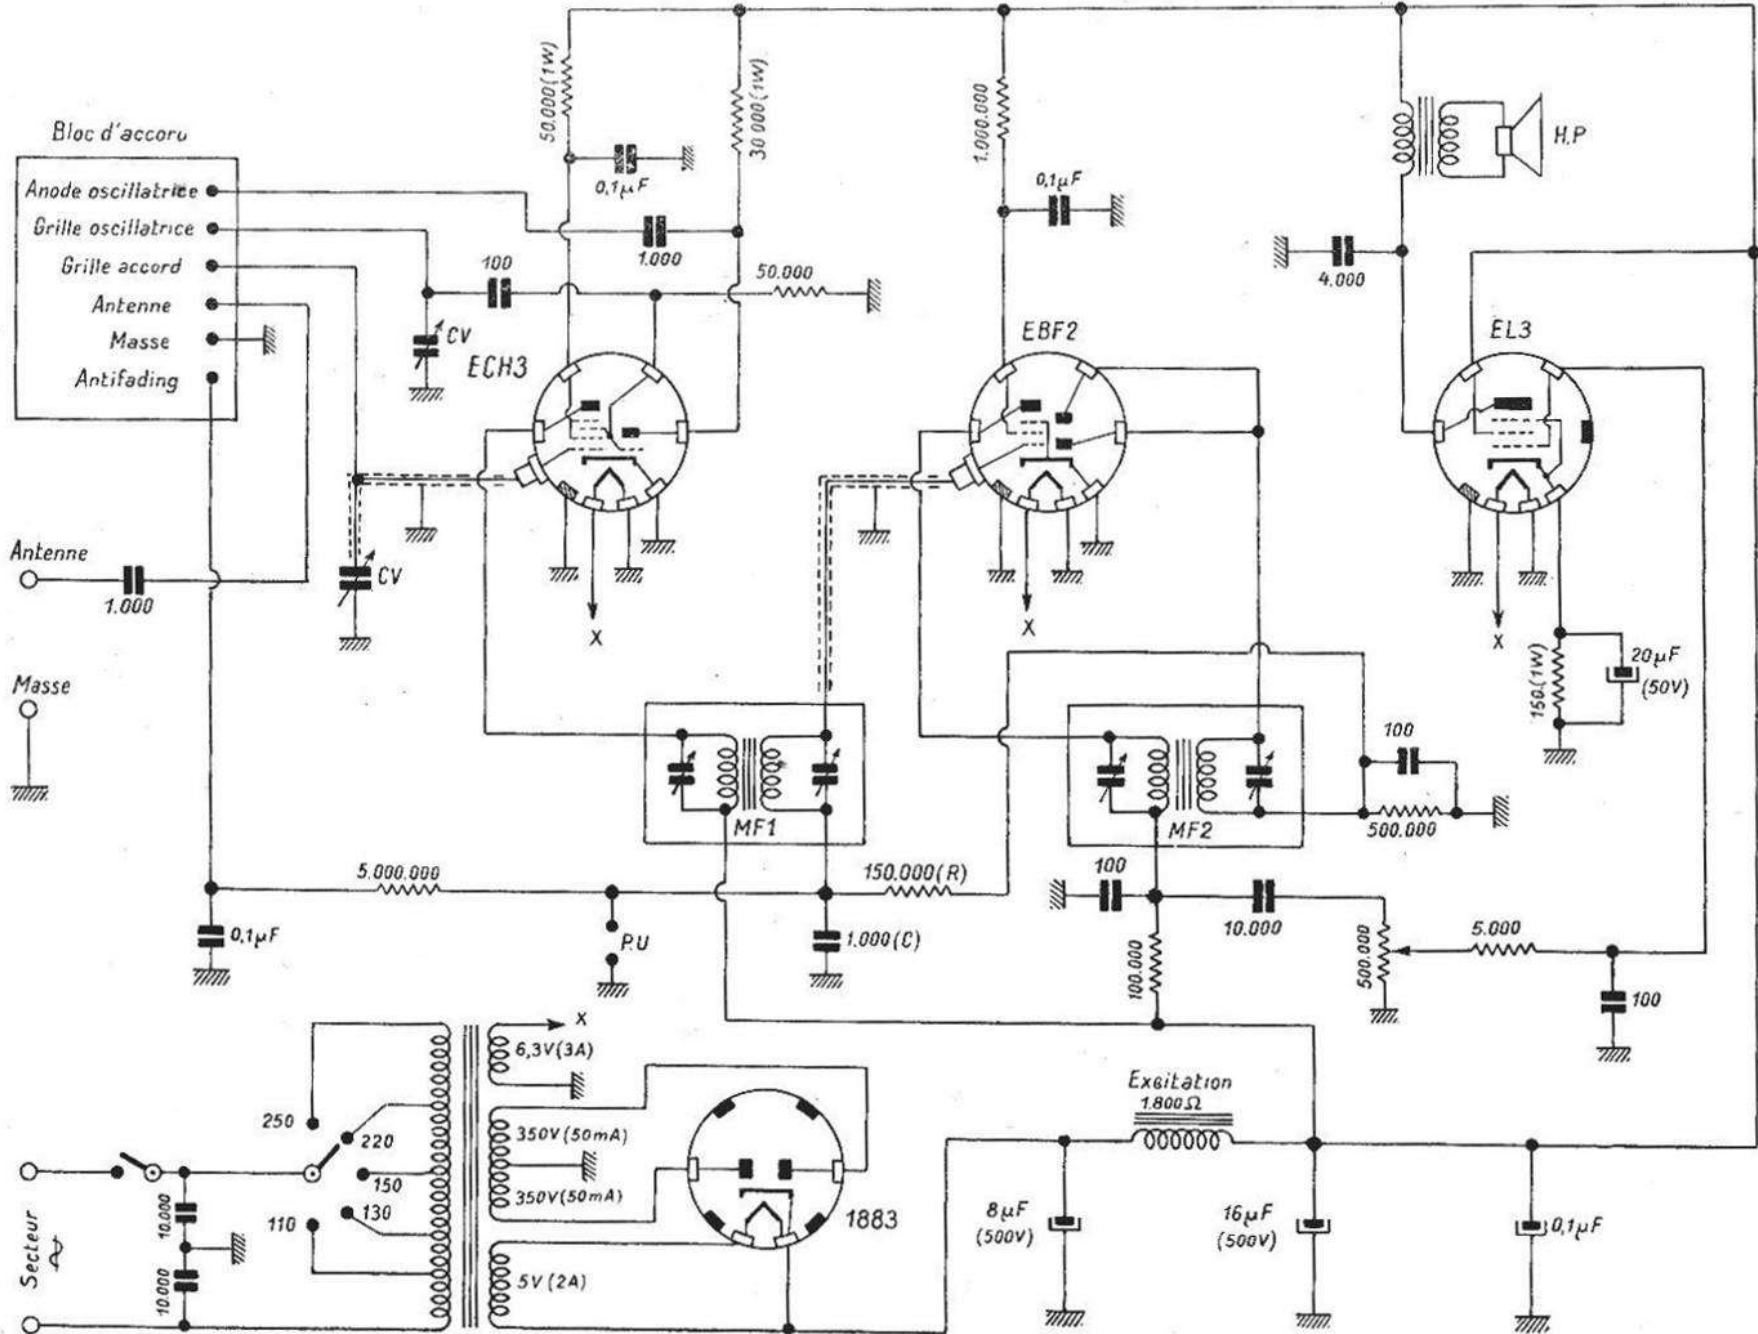 50.000(1W)
30 000(1W)
1.000.000
Bloc d'accoru
Anode oscillatrice
Grille oscillatrice
Grille accord
Antenne
Masse
Antifading
0,1µF
1.000
100
50.000
CV
ECH3
0,1µF
EBF2
H.P
4.000
EL3
Antenne
1.000
CV
X
X
X
Masse
150.(1W)
20µF
(50V)
MF1
MF2
100
500.000
5.000.000
150.000(R)
0,1µF
P.U
1.000(C)
100
10.000
100.000
500.000
5.000
100
X
6,3V(3A)
350V(50mA)
350V(50mA)
5V(2A)
250
220
150
130
110
10.000
10.000
Secteur
1883
Exsitation
1.800Ω
8µF
(500V)
16µF
(500V)
0,1µF